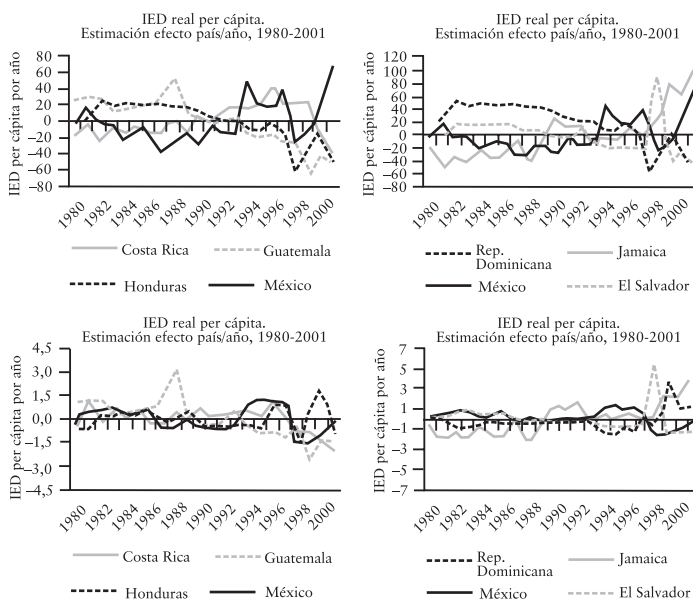 IED real per cápita.
Estimación efecto país/año, 1980-2001
IED per cápita por año
80
60
40
20
0
−20
−40
−60
−80
1980 1982 1984 1986 1988 1990 1992 1994 1996 1998 2000
Costa Rica Guatemala
Honduras México
IED real per cápita.
Estimación efecto país/año, 1980-2001
IED per cápita por año
120
100
80
60
40
20
0
−20
−40
−60
−80
1980 1982 1984 1986 1988 1990 1992 1994 1996 1998 2000
Rep.
Dominicana
Jamaica
México El Salvador
IED real per cápita.
Estimación efecto país/año, 1980-2001
IED per cápita por año
4,5
3,0
1,5
0,0
−1,5
−3,0
−4,5
1980 1982 1984 1986 1988 1990 1992 1994 1996 1998 2000
Costa Rica Guatemala
Honduras México
IED real per cápita.
Estimación efecto país/año, 1980-2001
IED per cápita por año
7
5
3
1
−1
−3
−5
−7
1980 1982 1984 1986 1988 1990 1992 1994 1996 1998 2000
Rep.
Dominicana
Jamaica
México El Salvador